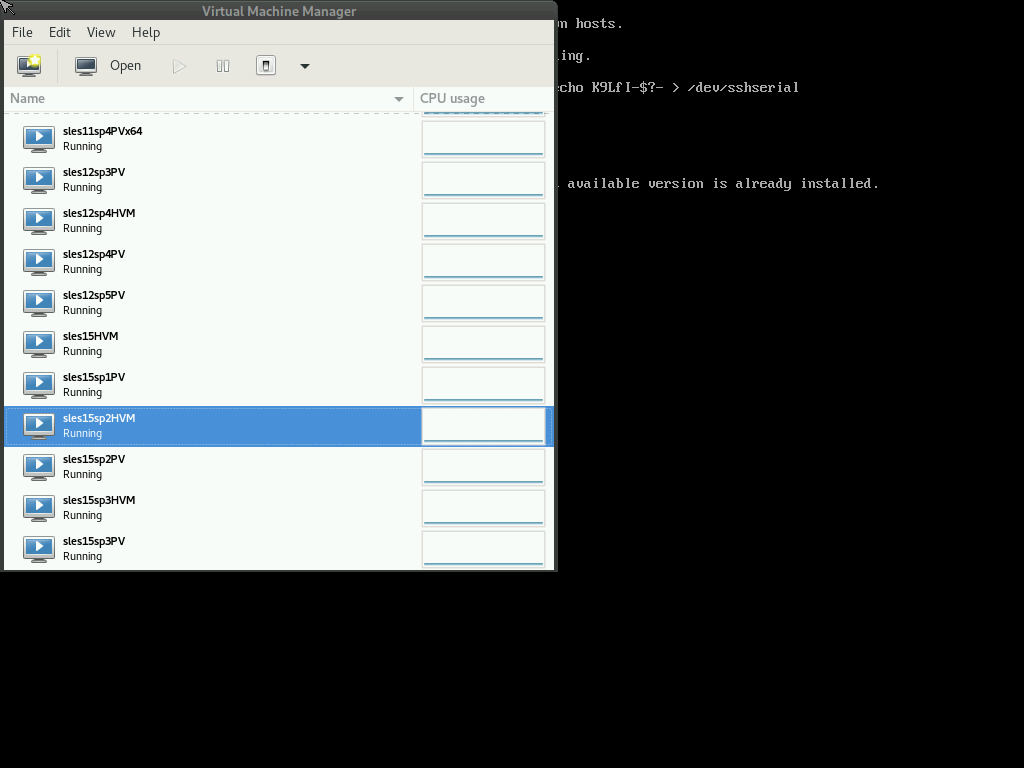 Virtual Machine Manager
File Edit View Help
Open
Name CPU usage
sles11sp4PVx64
Running
sles12sp3PV
Running
sles12sp4HVM
Running
sles12sp4PV
Running
sles12sp5PV
Running
sles15HVM
Running
sles15sp1PV
Running
sles15sp2HVM
Running
sles15sp2PV
Running
sles15sp3HVM
Running
sles15sp3PV
Running
n hosts.
ing.
echo K9LfI-$?- > /dev/sshserial
available version is already installed.